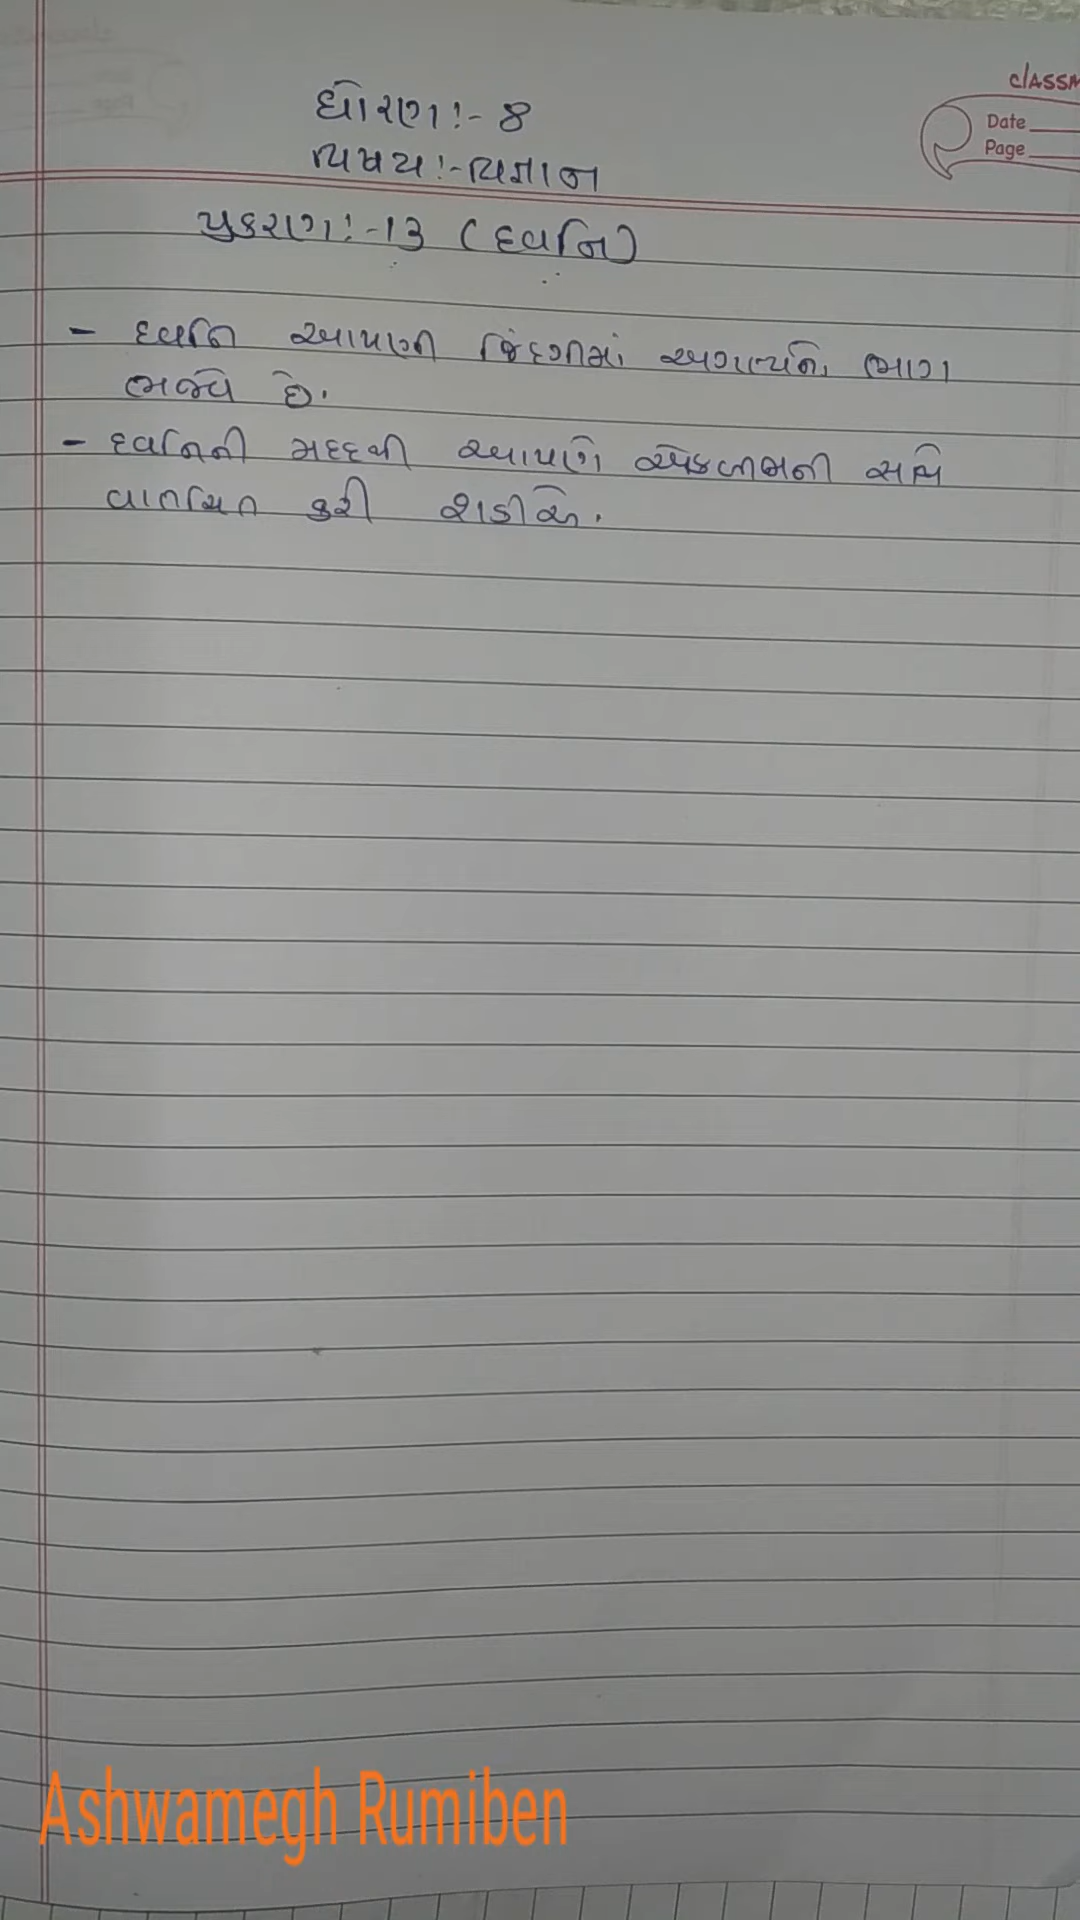 ધોરણ :- 8
classm
Date
Page
વિષય :- વિજ્ઞાન
પ્રકરણ :- 13 (ધ્વનિ)
- ધ્વનિ આપણી જિંદગીમાં અગત્યનો ભાગ
ભજવે છે.
- ધ્વનિની મદદથી આપણે એકબીજાની સાથે
વાતચિત કરી શકીએ.
Ashwamegh Rumiben